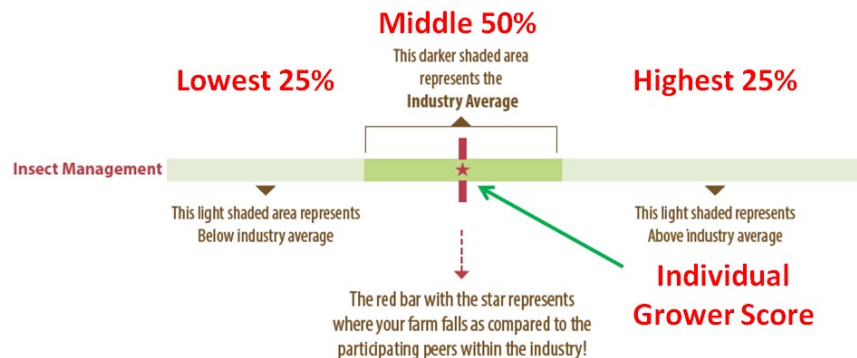 Middle 50%
This darker shaded area
represents the
Industry Average
Lowest 25%
Highest 25%
Insect Management
This light shaded area represents
Below industry average
This light shaded represents
Above industry average
The red bar with the star represents
where your farm falls as compared to the
participating peers within the industry!
Individual
Grower Score